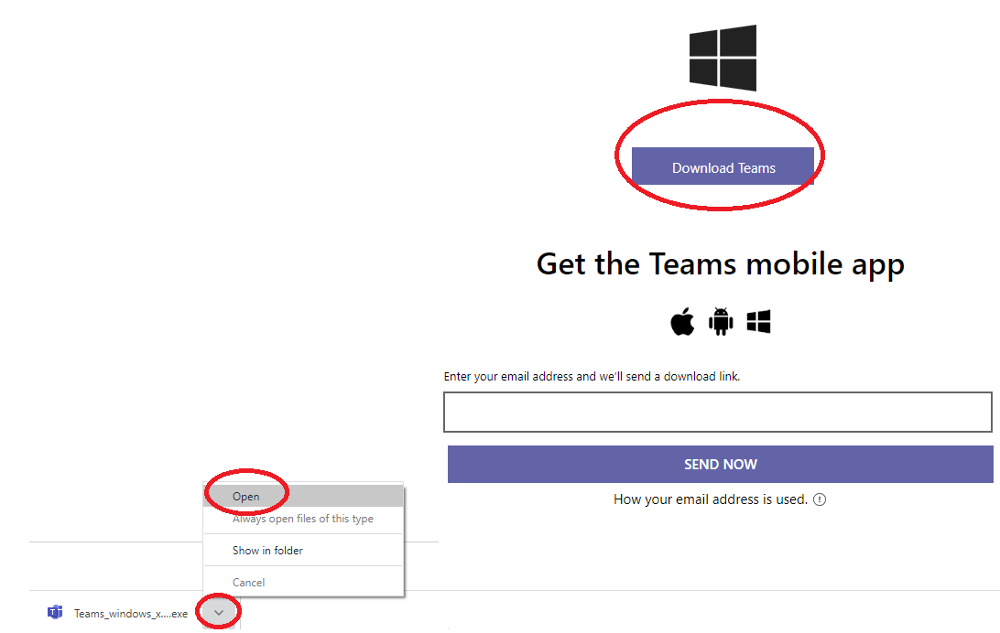 Download Teams
Get the Teams mobile app
Enter your email address and we'll send a download link.
SEND NOW
How your email address is used.
Open
Always open files of this type
Show in folder
Cancel
Teams_windows_x....exe